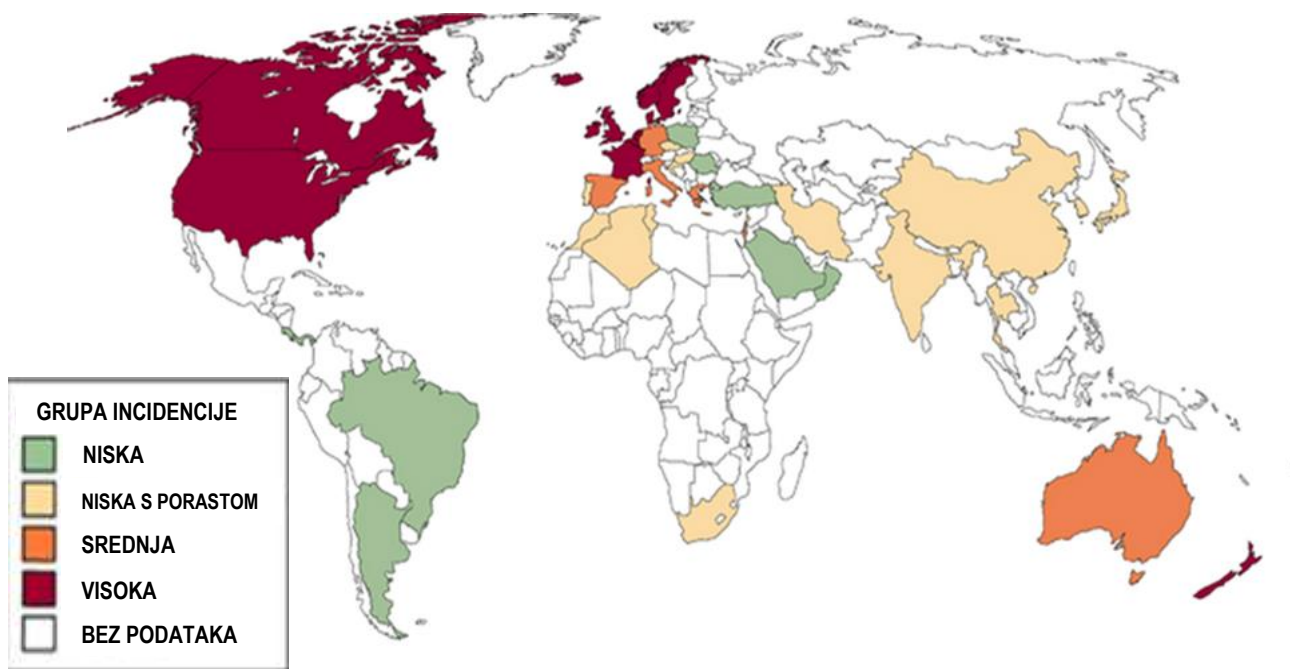 GRUPA INCIDENCIJE
NISKA
NISKA S PORASTOM
SREDNJA
VISOKA
BEZ PODATAKA